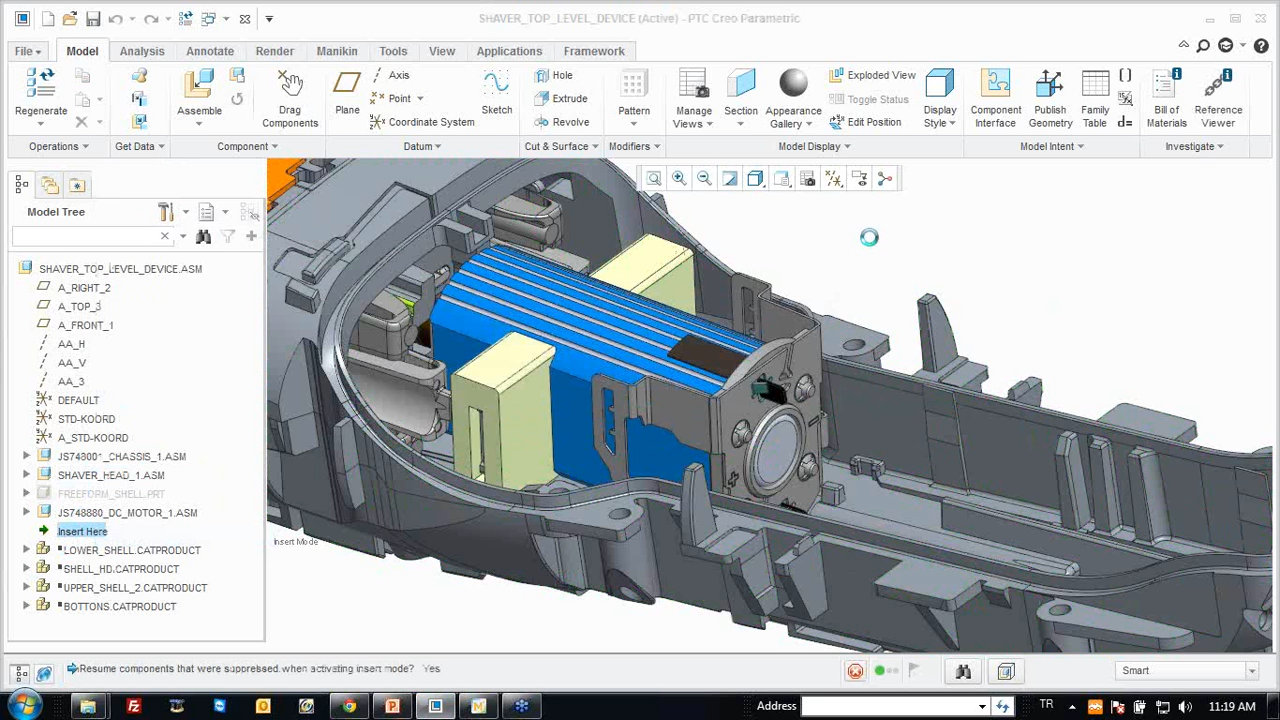 SHAVER_TOP_LEVEL_DEVICE (Active) - PTC Creo Parametric
File Model Analysis Annotate Render Manikin Tools View Applications Framework
Regenerate
Assemble
Drag Components
Plane
Axis
Point
Coordinate System
Sketch
Hole
Extrude
Revolve
Pattern
Manage Views
Section
Appearance Gallery
Exploded View
Toggle Status
Edit Position
Display Style
Component Interface
Publish Geometry
Family Table
d=
Bill of Materials
Reference Viewer
Operations Get Data Component Datum Cut & Surface Modifiers Model Display Model Intent Investigate
Model Tree
SHAVER_TOP_LEVEL_DEVICE.ASM
A_RIGHT_2
A_TOP_3
A_FRONT_1
AA_H
AA_V
AA_3
DEFAULT
STD-KOORD
A_STD-KOORD
JS748001_CHASSIS_1.ASM
SHAVER_HEAD_1.ASM
FREEFORM_SHELL.PRT
JS748880_DC_MOTOR_1.ASM
Insert Here
LOWER_SHELL.CATPRODUCT
SHELL_HD.CATPRODUCT
UPPER_SHELL_2.CATPRODUCT
BOTTONS.CATPRODUCT
Insert Mode
Resume components that were suppressed when activating insert mode? Yes
Smart
Address
TR
11:19 AM